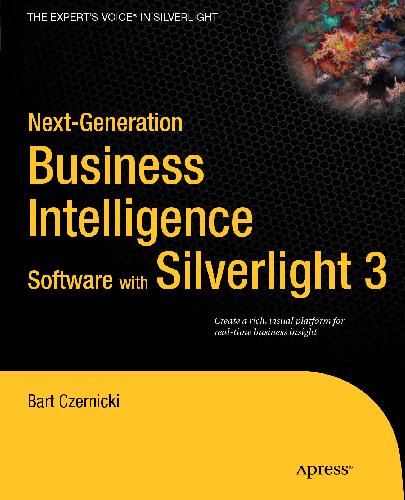 THE EXPERT'S VOICE® IN SILVERLIGHT
Next-Generation
Business
Intelligence
Software with Silverlight 3
Create a rich, visual platform for
real-time business insight
Bart Czernicki
Apress®